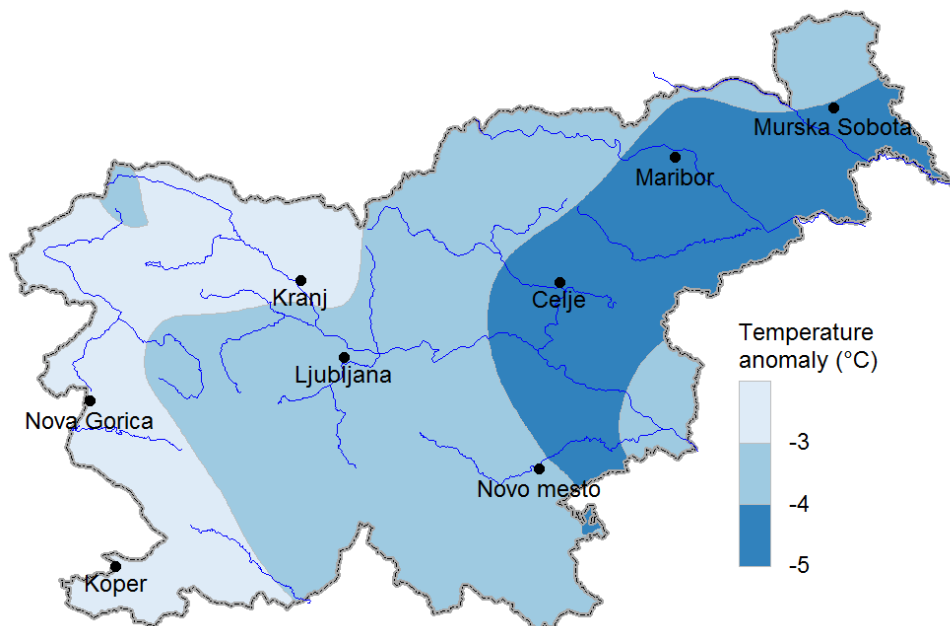 Murska Sobota
Maribor
Kranj
Celje
Temperature
anomaly (°C)
Ljubljana
Nova Gorica
-3
Novo mesto
-4
-5
Koper